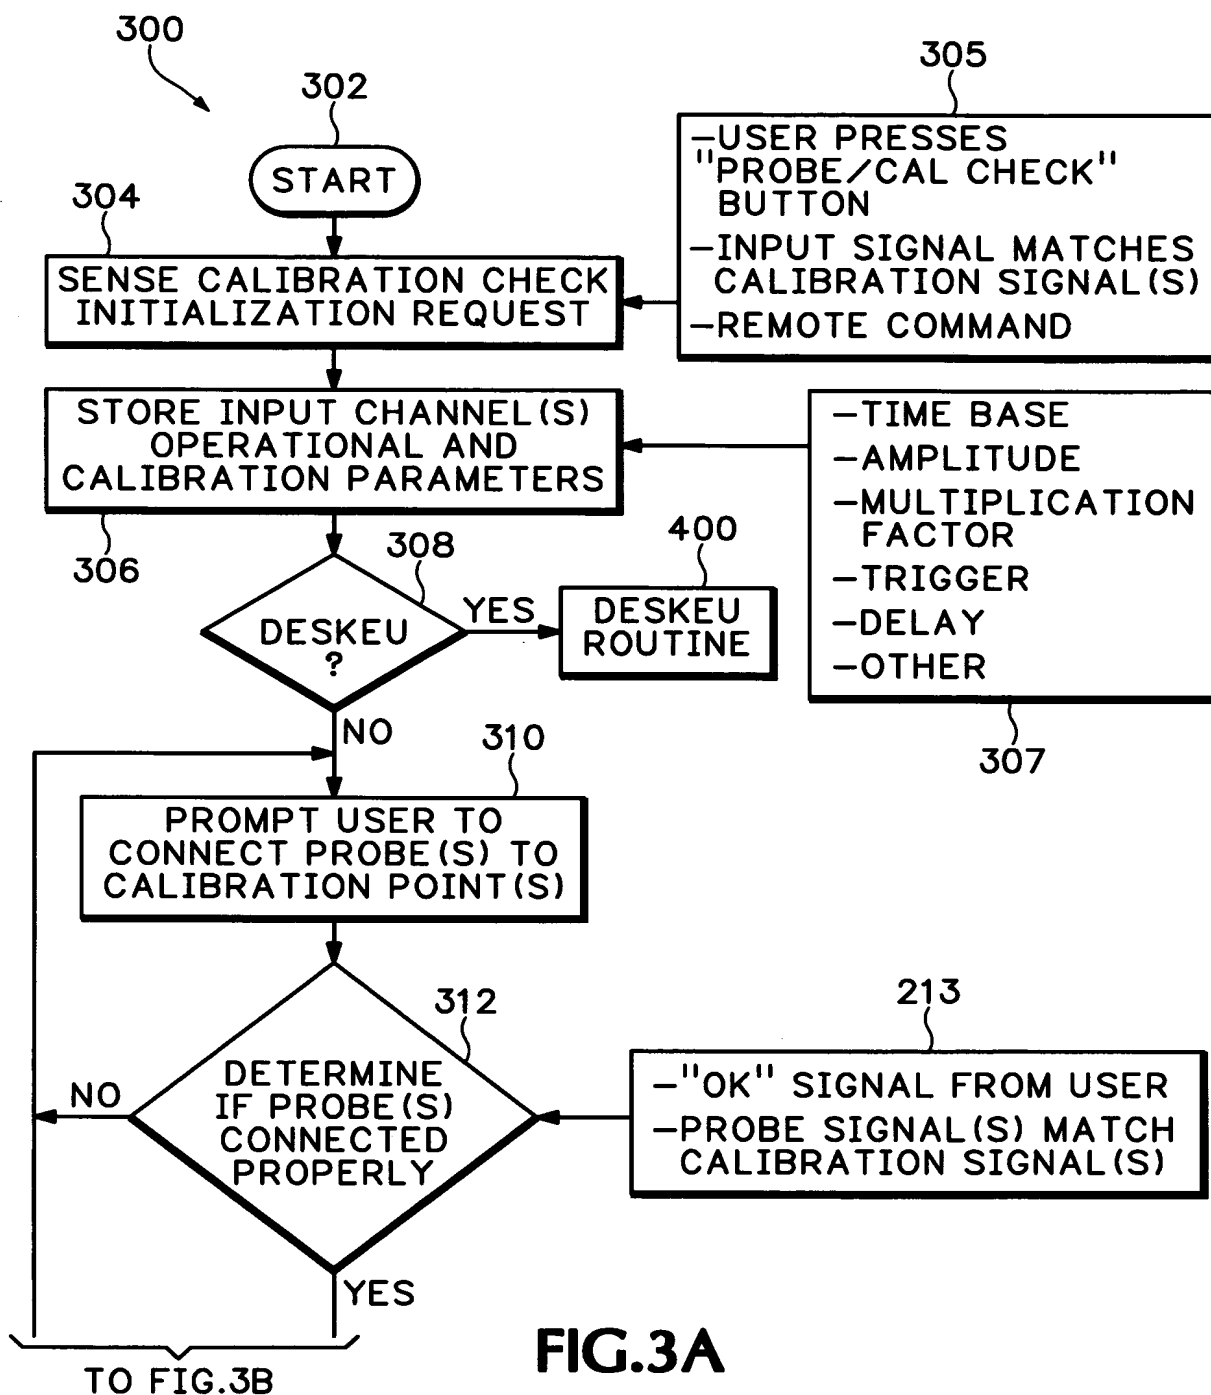 300
302
START
304
SENSE CALIBRATION CHECK
INITIALIZATION REQUEST
305
–USER PRESSES
"PROBE/CAL CHECK"
BUTTON
–INPUT SIGNAL MATCHES
CALIBRATION SIGNAL(S)
–REMOTE COMMAND
STORE INPUT CHANNEL(S)
OPERATIONAL AND
CALIBRATION PARAMETERS
306
–TIME BASE
–AMPLITUDE
–MULTIPLICATION
FACTOR
–TRIGGER
–DELAY
–OTHER
307
308
DESKEU
?
YES
400
DESKEU
ROUTINE
NO
310
PROMPT USER TO
CONNECT PROBE(S) TO
CALIBRATION POINT(S)
312
DETERMINE
IF PROBE(S)
CONNECTED
PROPERLY
NO
213
–"OK" SIGNAL FROM USER
–PROBE SIGNAL(S) MATCH
CALIBRATION SIGNAL(S)
YES
TO FIG.3B
FIG.3A